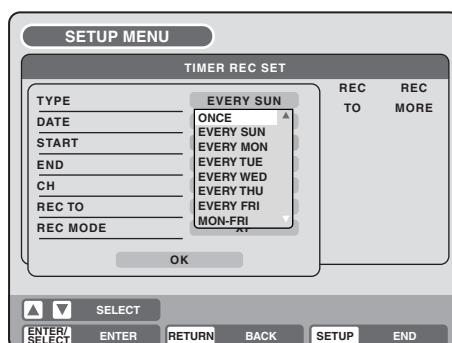 SETUP MENU
TIMER REC SET
REC REC
TO MORE
TYPE EVERY SUN
DATE
START
END
CH
REC TO
REC MODE
ONCE
EVERY SUN
EVERY MON
EVERY TUE
EVERY WED
EVERY THU
EVERY FRI
MON-FRI
OK
SELECT
ENTER/
SELECT ENTER RETURN BACK SETUP END